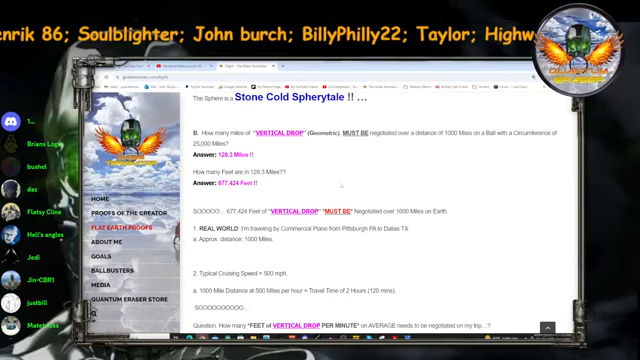 enrik 86; Soulblighter; John burch; BillyPhilly22; Taylor; Highw
QUANTUM
ERASER
The Sphere is a Stone Cold Spherytale !! …
B. How many miles of "VERTICAL DROP" (Geometric) MUST BE negotiated over a distance of 1000 Miles on a Ball with a Circumference of
25,000 Miles?
Answer: 128.3 Miles !!
How many Feet are in 128.3 Miles??
Answer: 677,424 Feet !!
SOOOOO… 677,424 Feet of "VERTICAL DROP" *MUST BE* Negotiated over 1000 Miles on Earth.
1. REAL WORLD: I'm traveling by Commercial Plane from Pittsburgh PA to Dallas TX.
a. Approx. distance: 1000 Miles.
2. Typical Cruising Speed = 500 mph.
a. 1000 Mile Distance at 500 Miles per hour = Travel Time of 2 Hours (120 mins).
SOOOOOOOOOO…
Question: How many *FEET of VERTICAL DROP PER MINUTE* on AVERAGE needs to be negotiated on my trip…?
HOME
PROOFS OF THE CREATOR
FLAT EARTH PROOFS
ABOUT ME
GOALS
BALLBUSTERS
MEDIA
QUANTUM ERASER STORE
1...
Brians Logic
bushel
daz
Flatsy Cline
Hell's angels
Jedi
Jin-CBR1
justbill